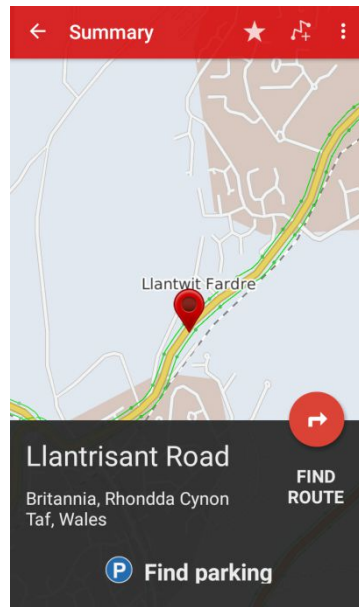 Summary
Llantwit Fardre
Llantrisant Road
Britannia, Rhondda Cynon
Taf, Wales
FIND
ROUTE
P Find parking